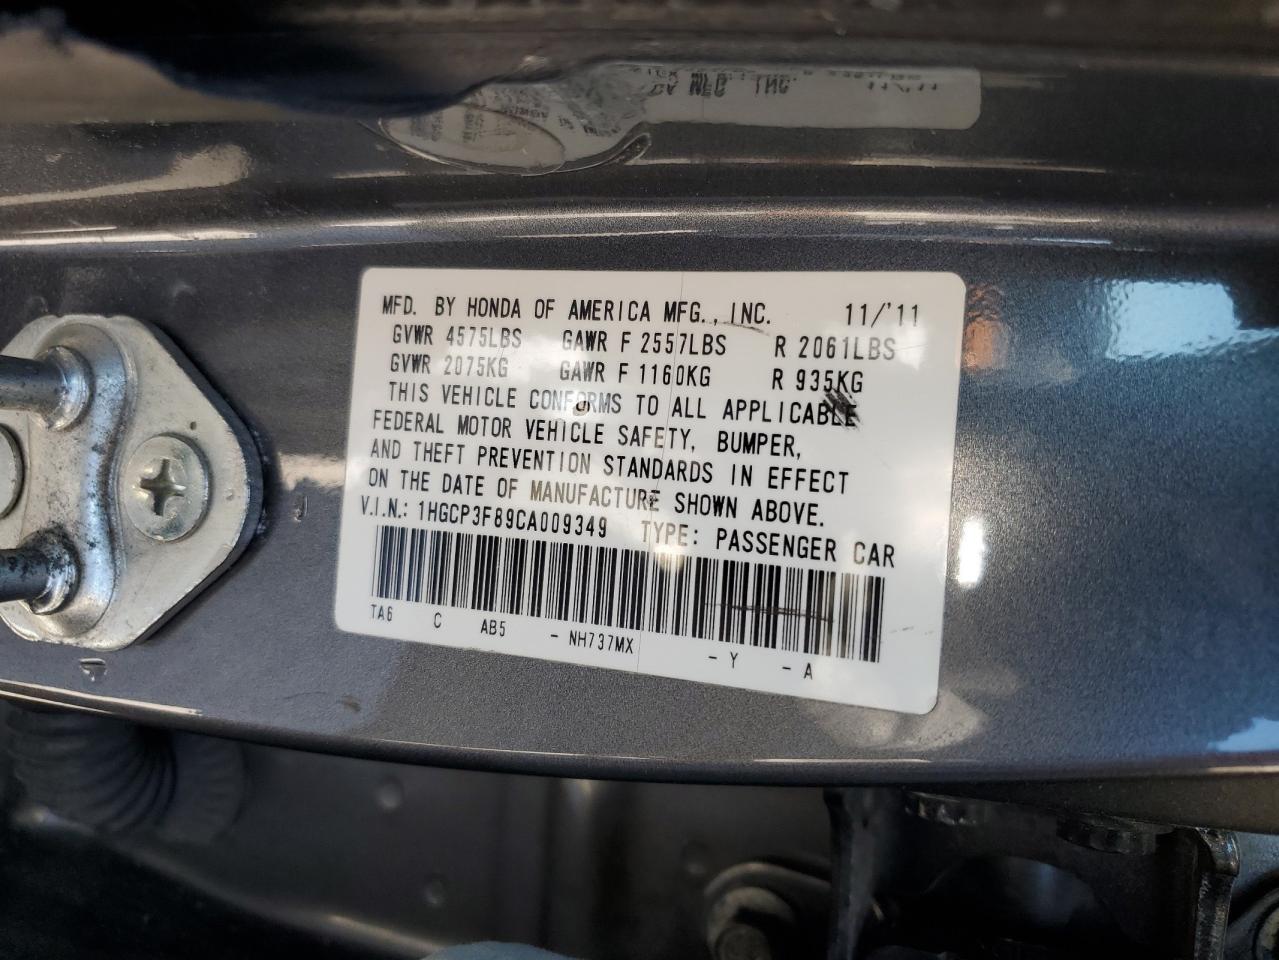 MFD. BY HONDA OF AMERICA MFG., INC. 11/'11
GVWR 4575LBS GAWR F 2557LBS R 2061LBS
GVWR 2075KG GAWR F 1160KG R 935KG
THIS VEHICLE CONFORMS TO ALL APPLICABLE
FEDERAL MOTOR VEHICLE SAFETY, BUMPER,
AND THEFT PREVENTION STANDARDS IN EFFECT
ON THE DATE OF MANUFACTURE SHOWN ABOVE.
V.I.N.: 1HGCP3F89CA009349 TYPE: PASSENGER CAR
TA6 C AB5 - NH737MX - Y - A